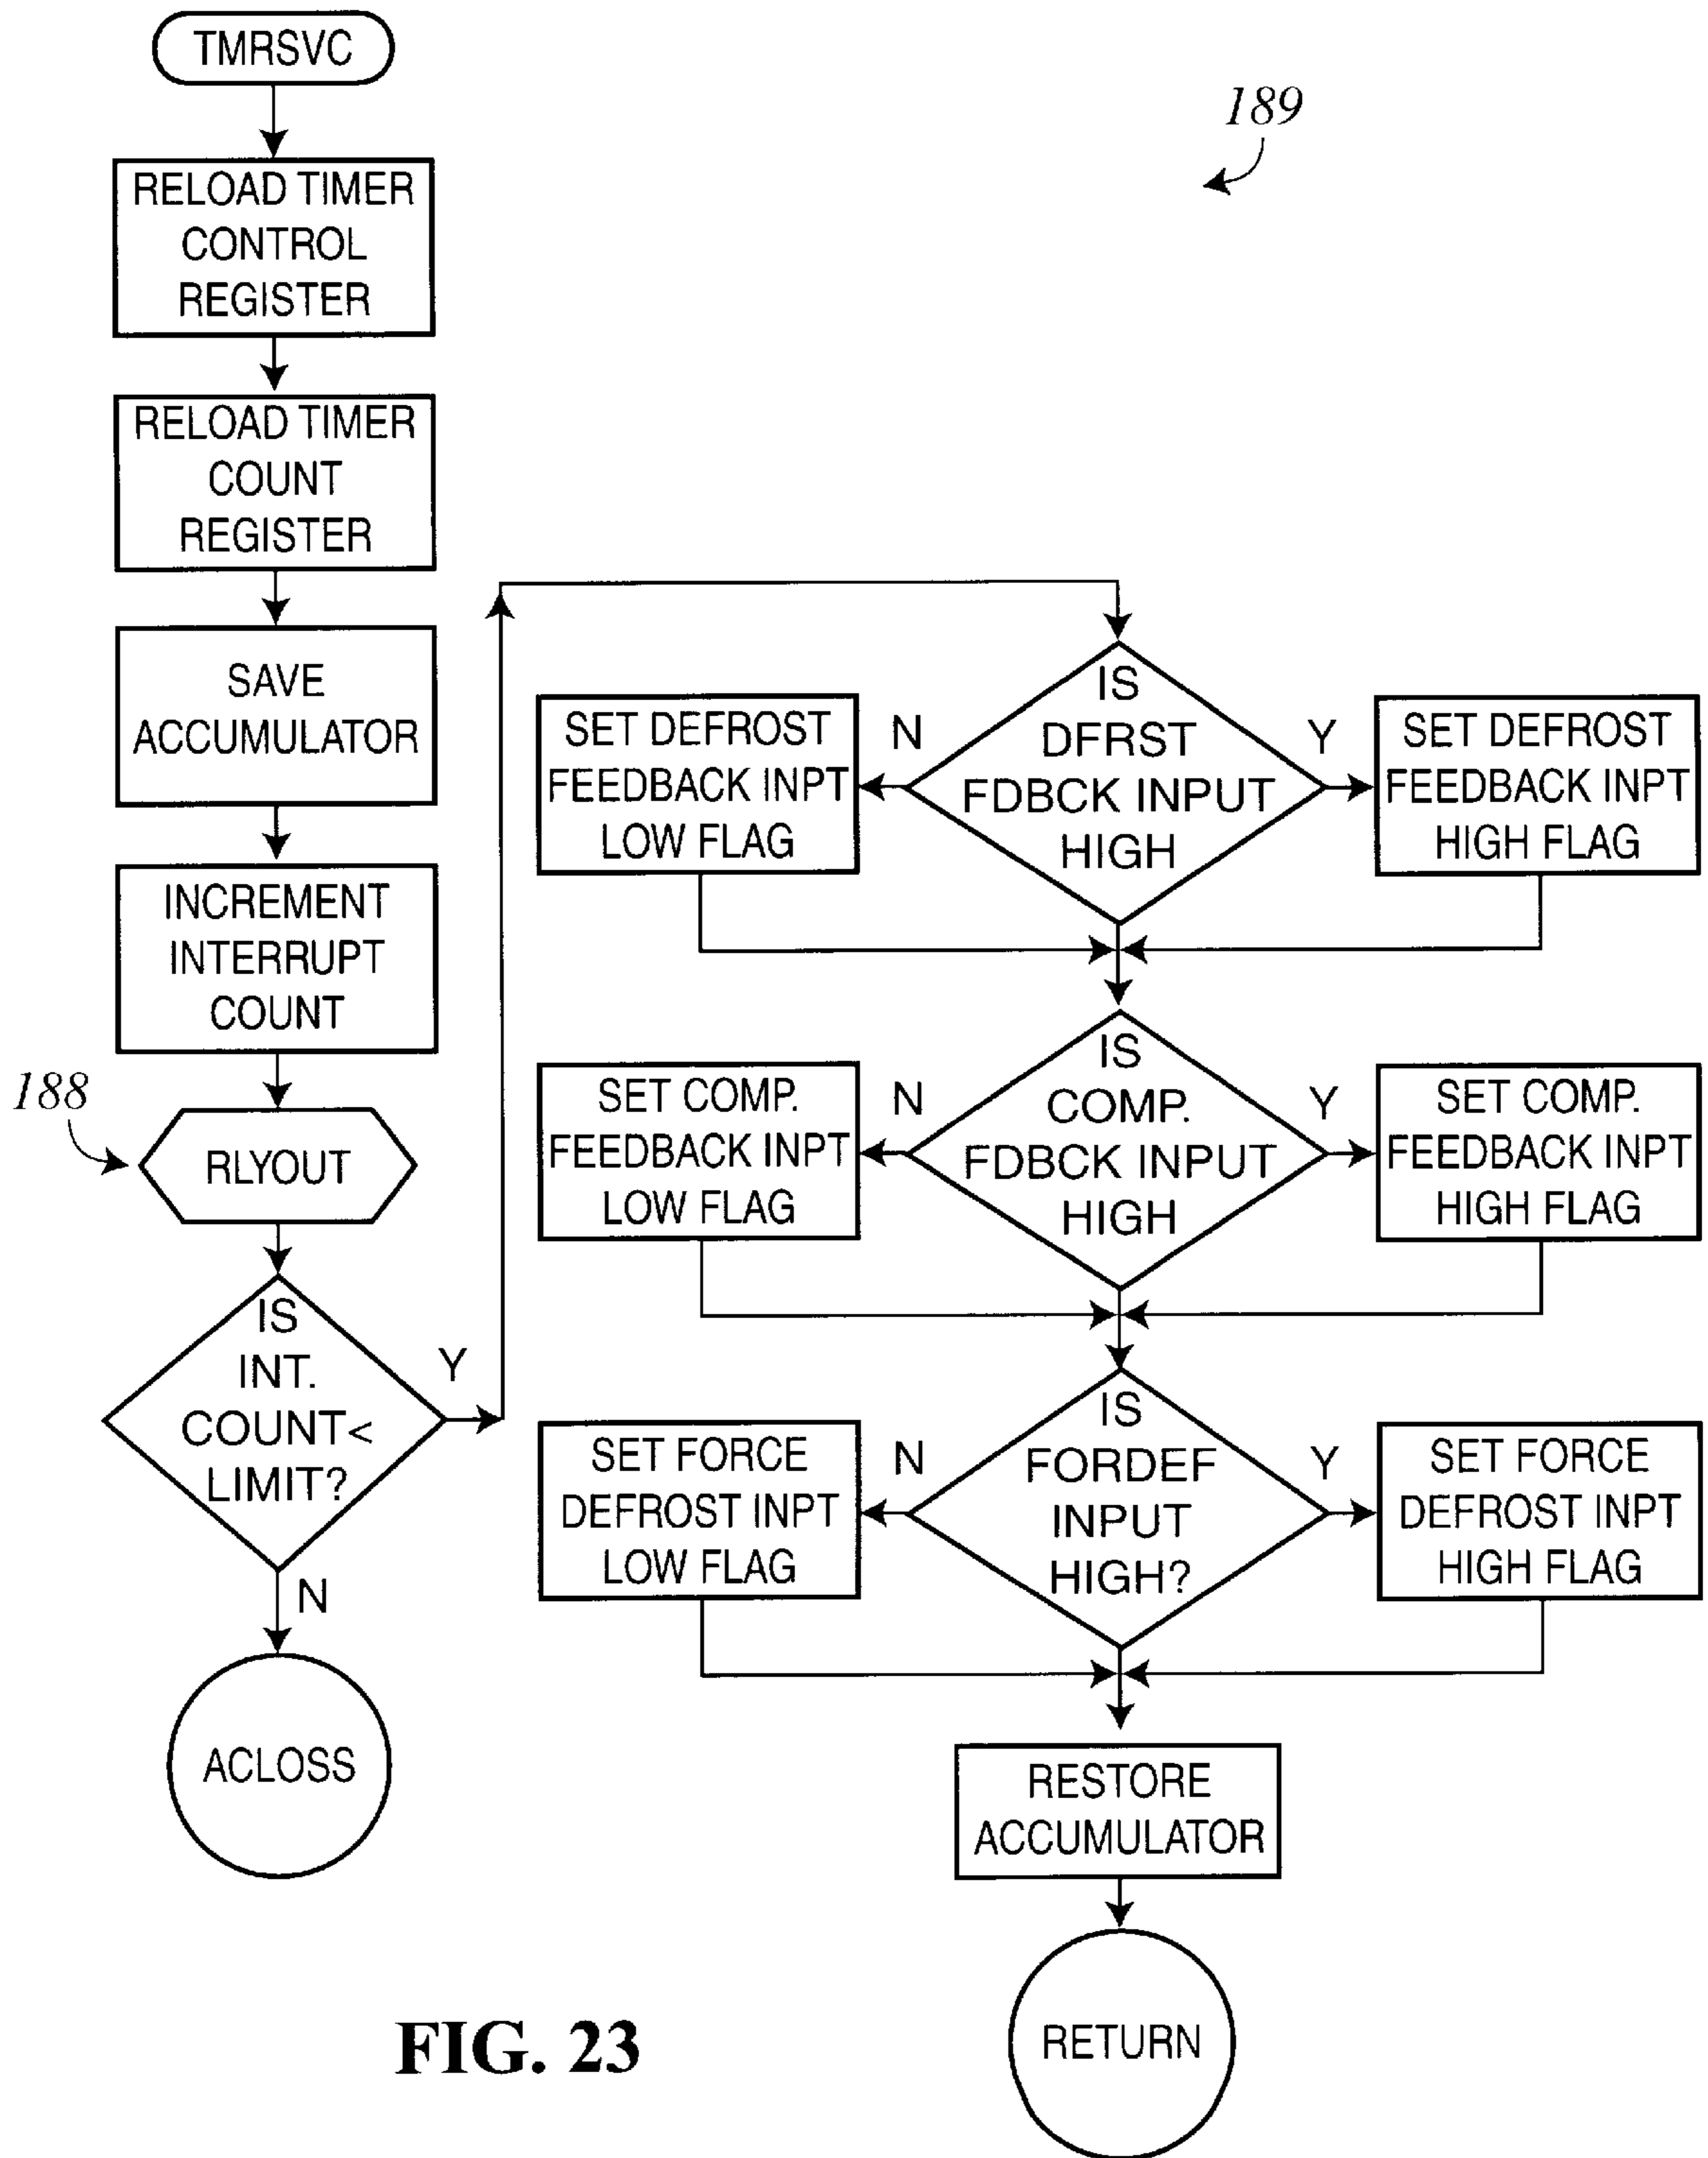 TMRSVC
189
RELOAD TIMER
CONTROL
REGISTER
RELOAD TIMER
COUNT
REGISTER
SAVE
ACCUMULATOR
INCREMENT
INTERRUPT
COUNT
188
RLYOUT
IS
INT.
COUNT<
LIMIT?
Y
N
ACLOSS
IS
DFRST
FDBCK INPUT
HIGH
N
SET DEFROST
FEEDBACK INPT
LOW FLAG
Y
SET DEFROST
FEEDBACK INPT
HIGH FLAG
IS
COMP.
FDBCK INPUT
HIGH
N
SET COMP.
FEEDBACK INPT
LOW FLAG
Y
SET COMP.
FEEDBACK INPT
HIGH FLAG
IS
FORDEF
INPUT
HIGH?
N
SET FORCE
DEFROST INPT
LOW FLAG
Y
SET FORCE
DEFROST INPT
HIGH FLAG
RESTORE
ACCUMULATOR
RETURN
FIG. 23